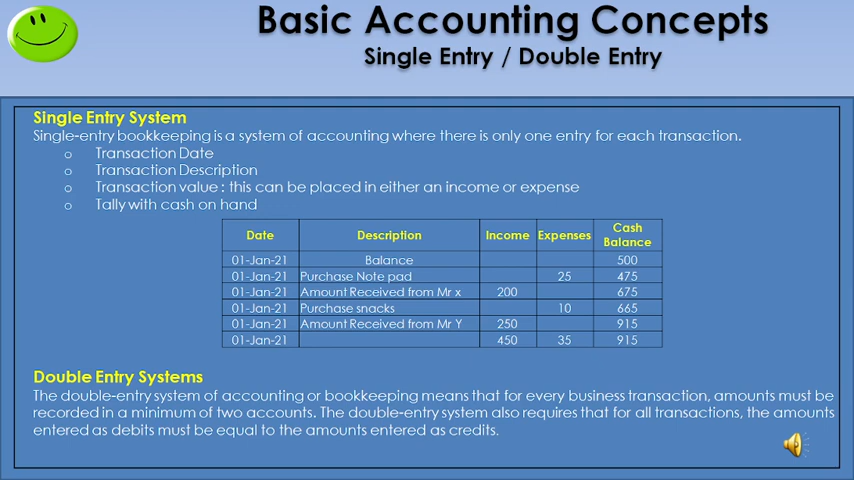 Basic Accounting Concepts
Single Entry / Double Entry
Single Entry System
Single-entry bookkeeping is a system of accounting where there is only one entry for each transaction.
o Transaction Date
o Transaction Description
o Transaction value : this can be placed in either an income or expense
o Tally with cash on hand
Date Description Income Expenses Cash Balance
01-Jan-21 Balance 500
01-Jan-21 Purchase Note pad 25 475
01-Jan-21 Amount Received from Mr x 200 675
01-Jan-21 Purchase snacks 10 665
01-Jan-21 Amount Received from Mr Y 250 915
01-Jan-21 450 35 915
Double Entry Systems
The double-entry system of accounting or bookkeeping means that for every business transaction, amounts must be
recorded in a minimum of two accounts. The double-entry system also requires that for all transactions, the amounts
entered as debits must be equal to the amounts entered as credits.